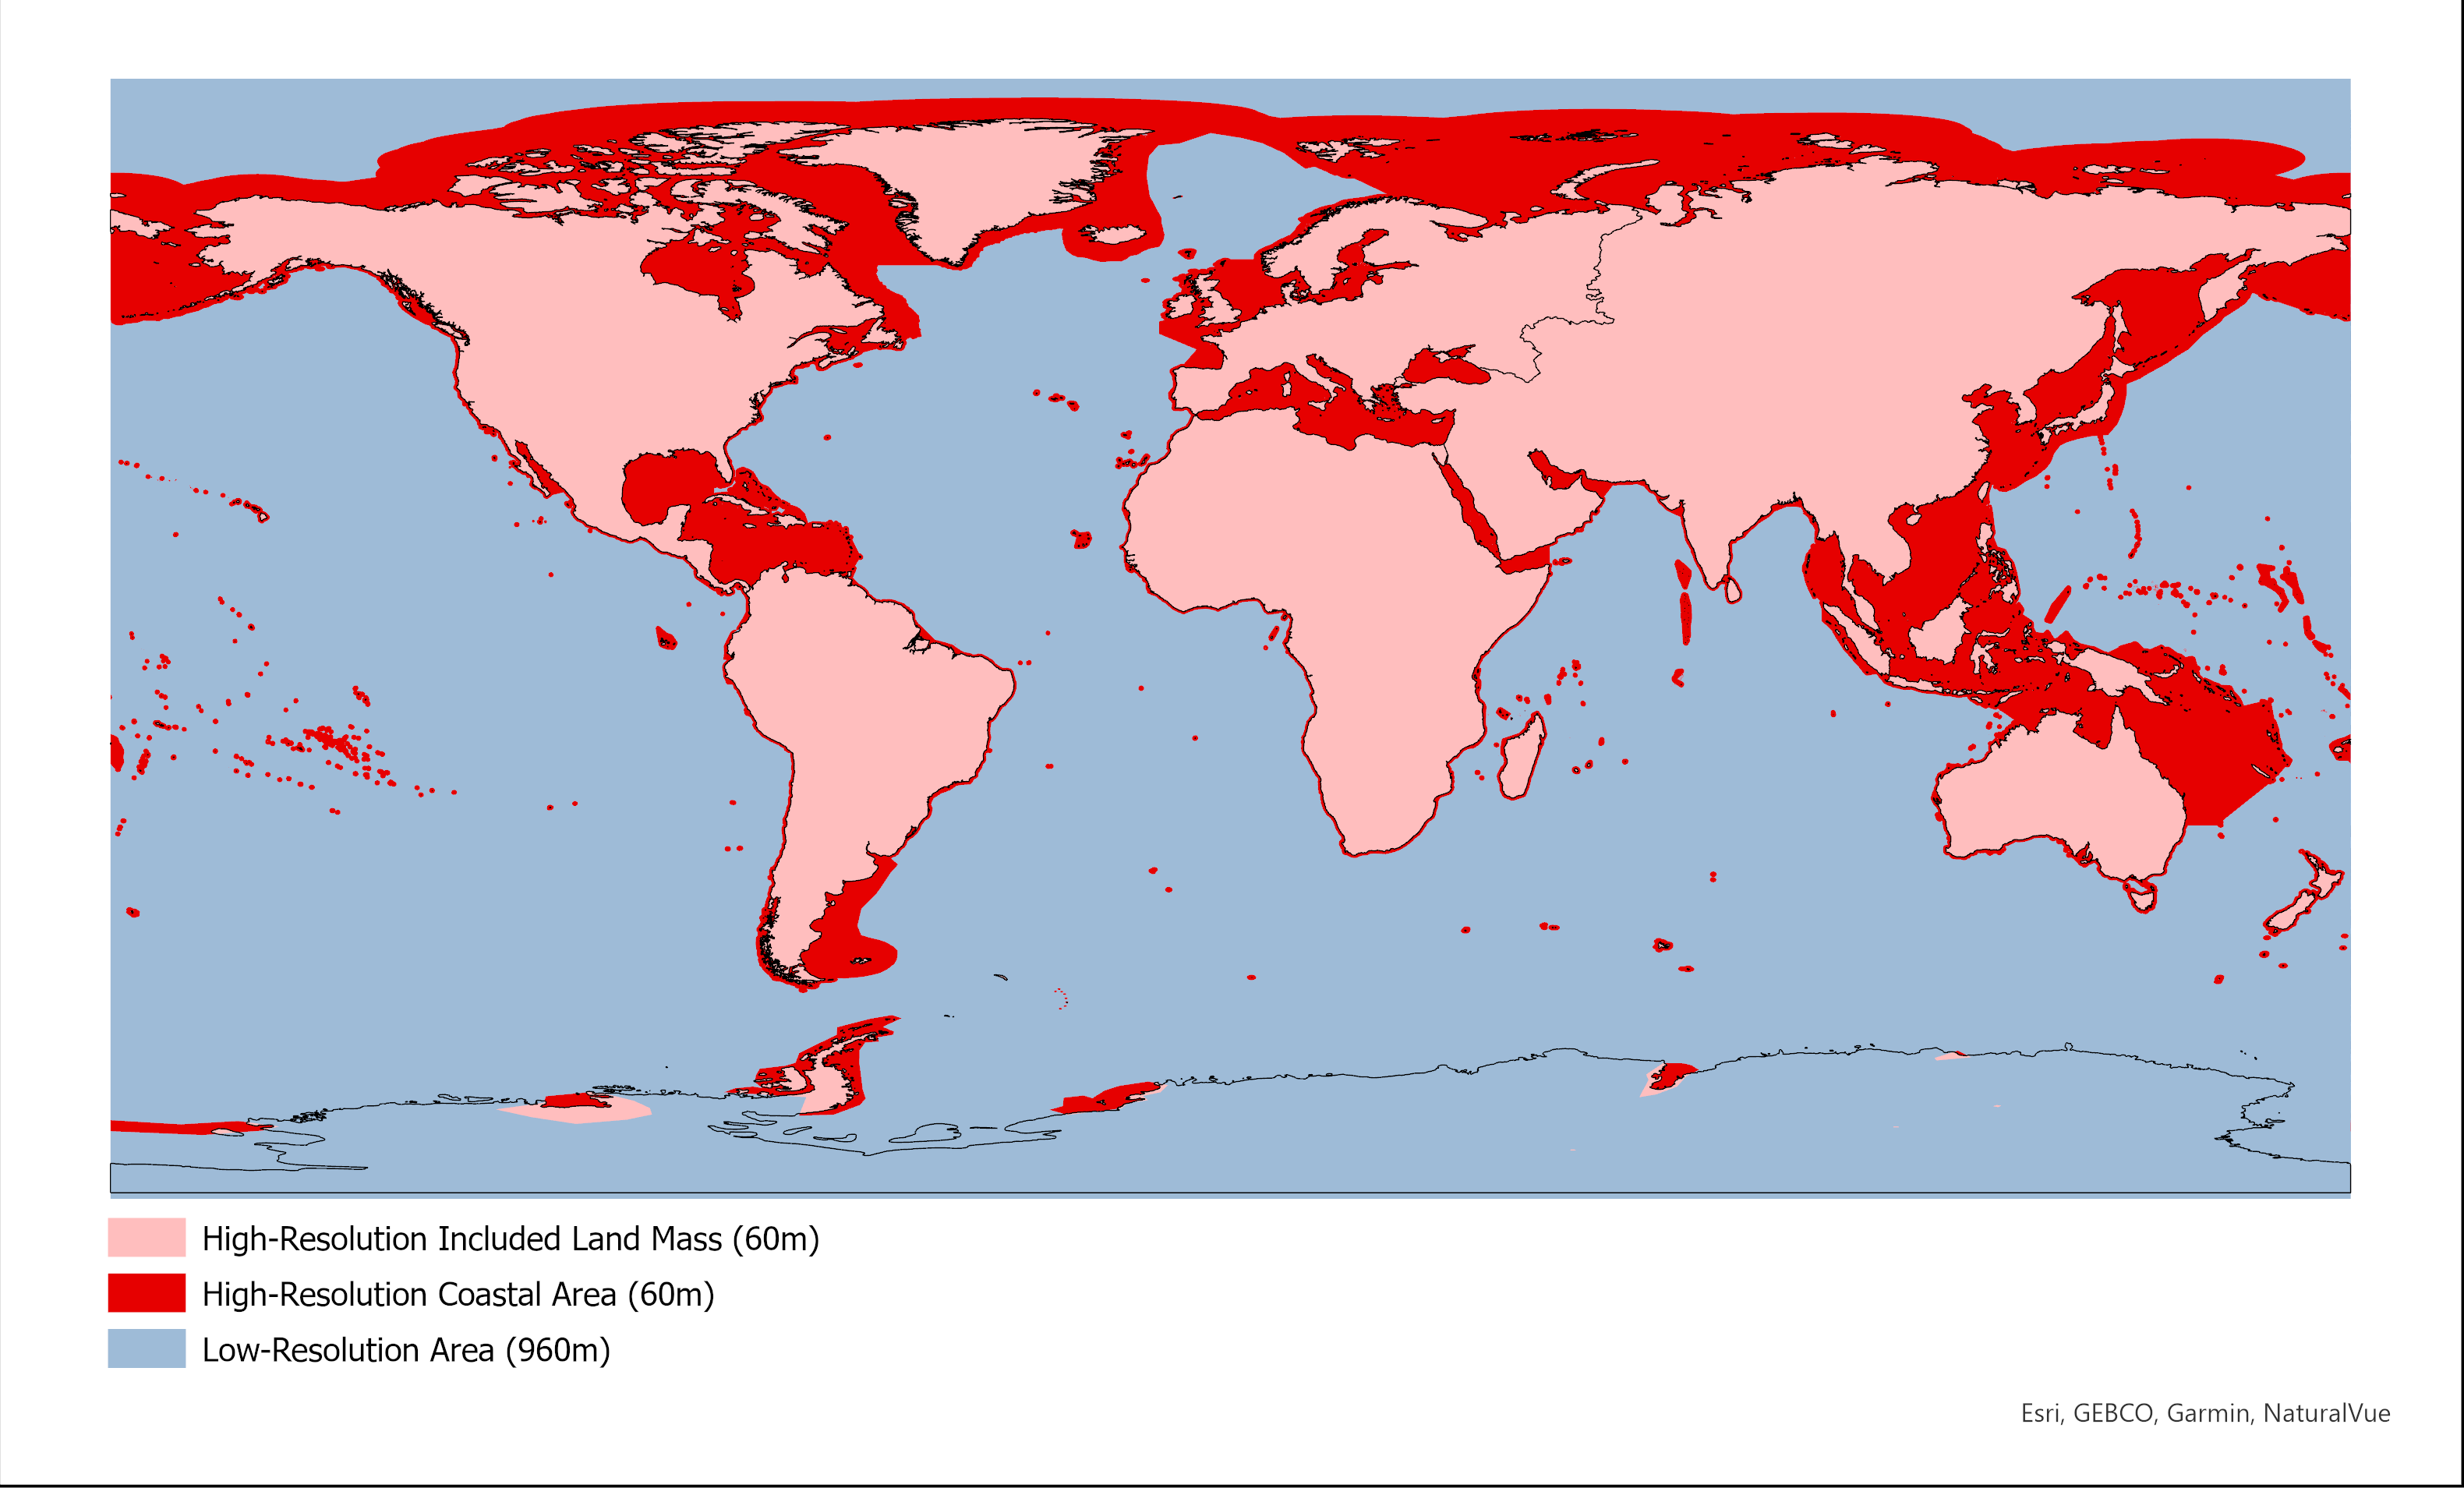 High-Resolution Included Land Mass (60m)
High-Resolution Coastal Area (60m)
Low-Resolution Area (960m)
Esri, GEBCO, Garmin, NaturalVue